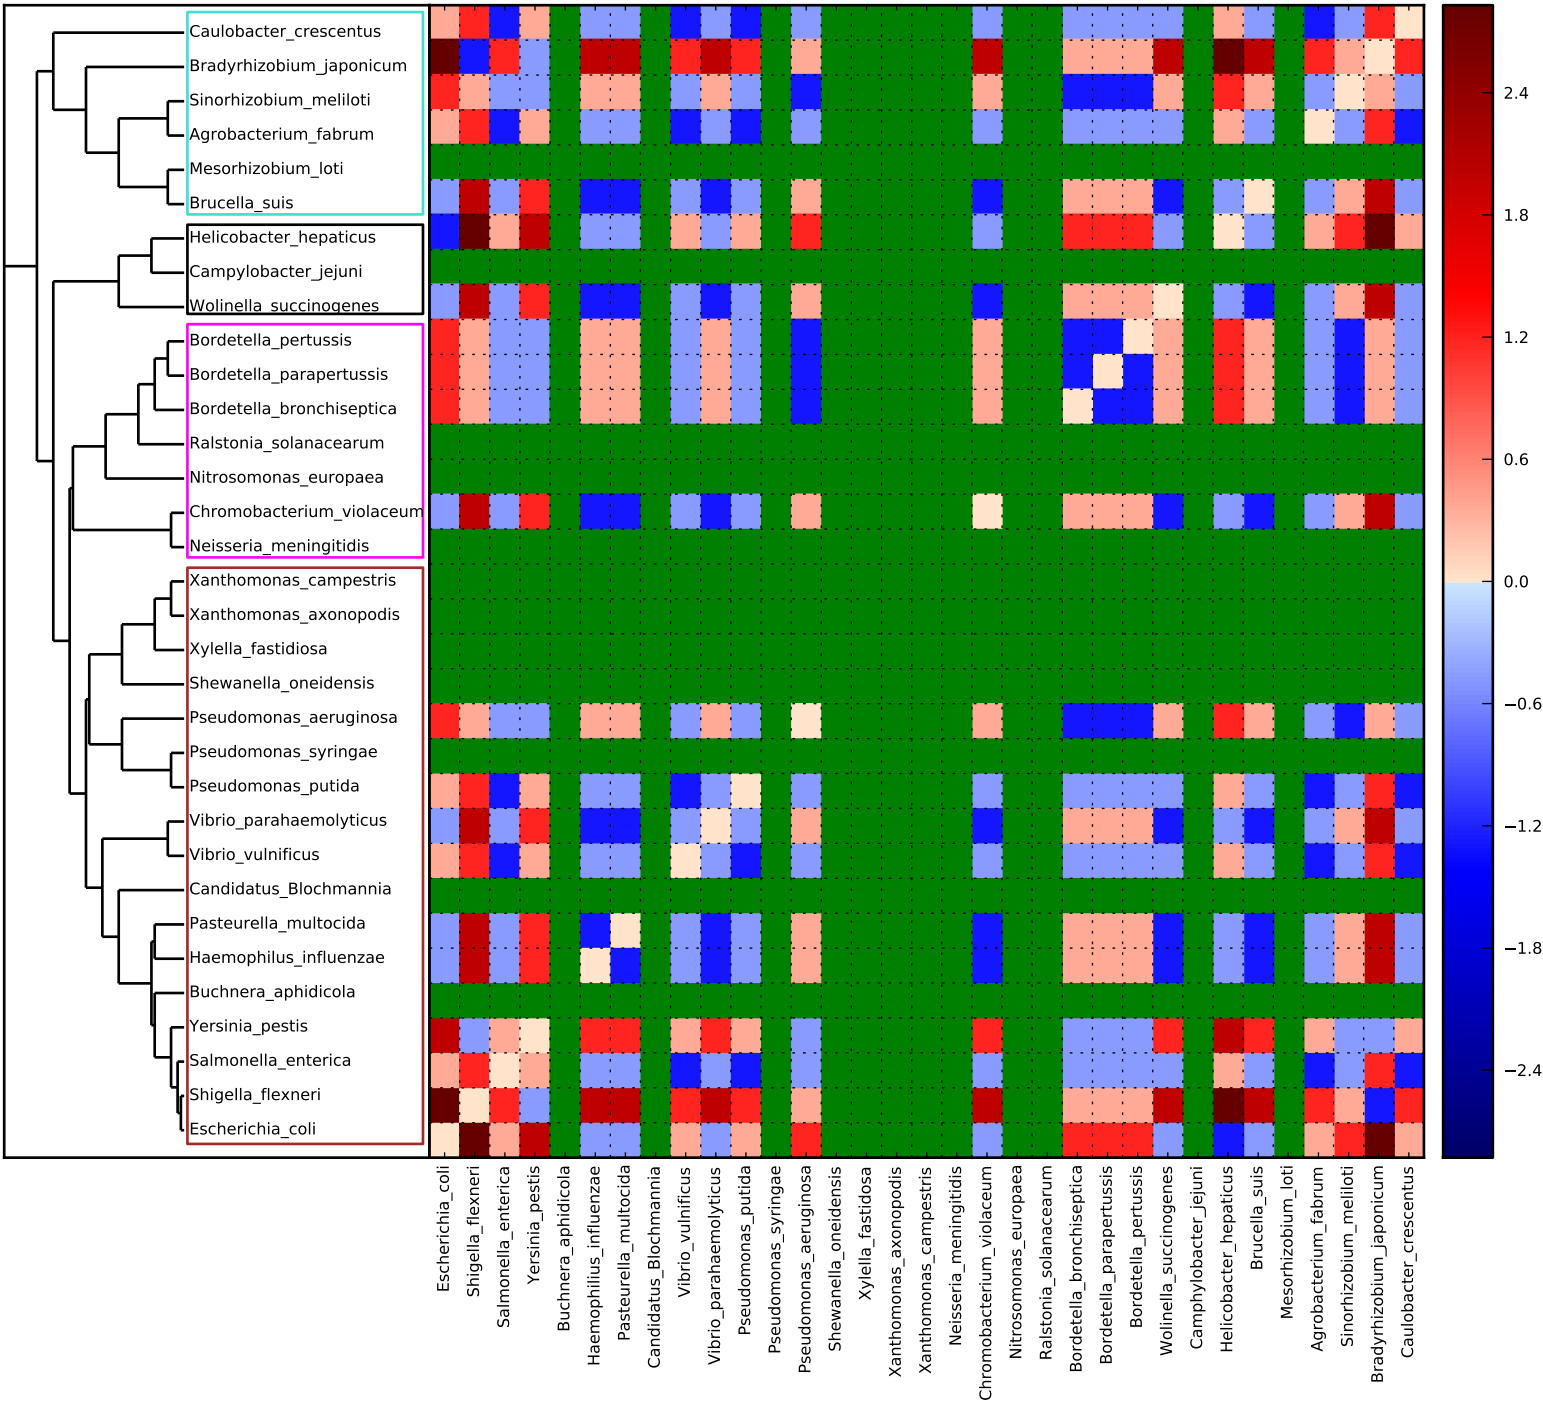 Caulobacter_crescentus
Bradyrhizobium_japonicum
Sinorhizobium_meliloti
Agrobacterium_fabrum
Mesorhizobium_loti
Brucella_suis
Helicobacter_hepaticus
Campylobacter_jejuni
Wolinella_succinogenes
Bordetella_pertussis
Bordetella_parapertussis
Bordetella_bronchiseptica
Ralstonia_solanacearum
Nitrosomonas_europaea
Chromobacterium_violaceum
Neisseria_meningitidis
Xanthomonas_campestris
Xanthomonas_axonopodis
Xylella_fastidiosa
Shewanella_oneidensis
Pseudomonas_aeruginosa
Pseudomonas_syringae
Pseudomonas_putida
Vibrio_parahaemolyticus
Vibrio_vulnificus
Candidatus_Blochmannia
Pasteurella_multocida
Haemophilus_influenzae
Buchnera_aphidicola
Yersinia_pestis
Salmonella_enterica
Shigella_flexneri
Escherichia_coli
2.4
1.8
1.2
0.6
0.0
−0.6
−1.2
−1.8
−2.4
Escherichia_coli
Shigella_flexneri
Salmonella_enterica
Yersinia_pestis
Buchnera_aphidicola
Haemophilius_influenzae
Pasteurella_multocida
Candidatus_Blochmannia
Vibrio_vulnificus
Vibrio_parahaemolyticus
Pseudomonas_putida
Pseudomonas_syringae
Pseudomonas_aeruginosa
Shewanella_oneidensis
Xylella_fastidosa
Xanthomonas_axonopodis
Xanthomonas_campestris
Neisseria_meningitidis
Chromobacterium_violaceum
Nitrosomonas_europaea
Ralstonia_solanacearum
Bordetella_bronchiseptica
Bordetella_parapertussis
Bordetella_pertussis
Wolinella_succinogenes
Camphylobacter_jejuni
Helicobacter_hepaticus
Brucella_suis
Mesorhizobium_loti
Agrobacterium_fabrum
Sinorhizobium_meliloti
Bradyrhizobium_japonicum
Caulobacter_crescentus